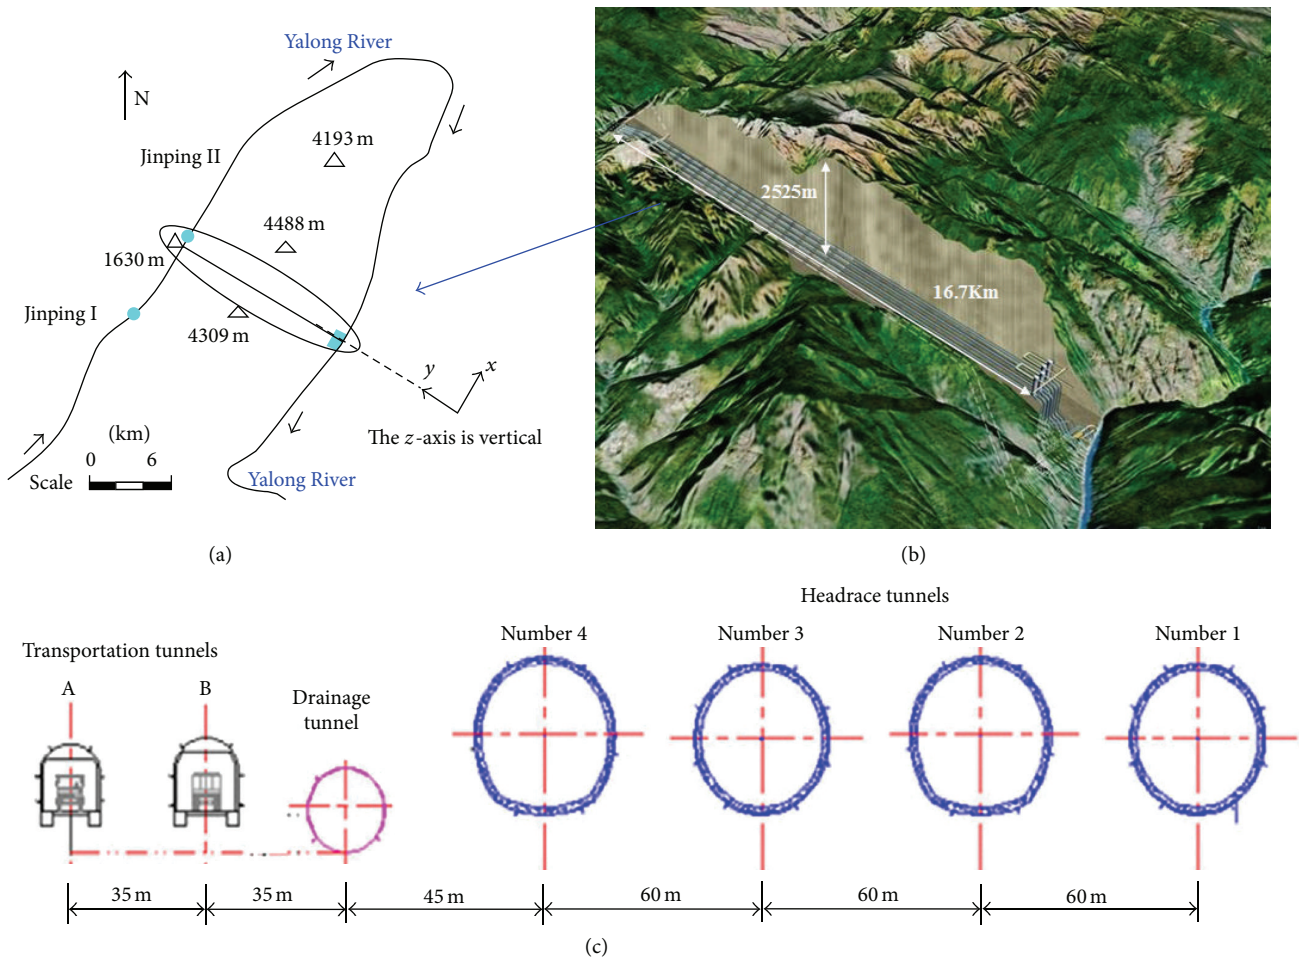 Yalong River
N
4193 m
Jinping II
4488 m
1630 m
Jinping I
4309 m
y
x
(km)
The z-axis is vertical
0 6
Scale
Yalong River
(a)
2525m
16.7Km
(b)
Headrace tunnels
Number 4 Number 3 Number 2 Number 1
Transportation tunnels
A B
Drainage
tunnel
35 m 35 m 45 m 60 m 60 m 60 m
(c)